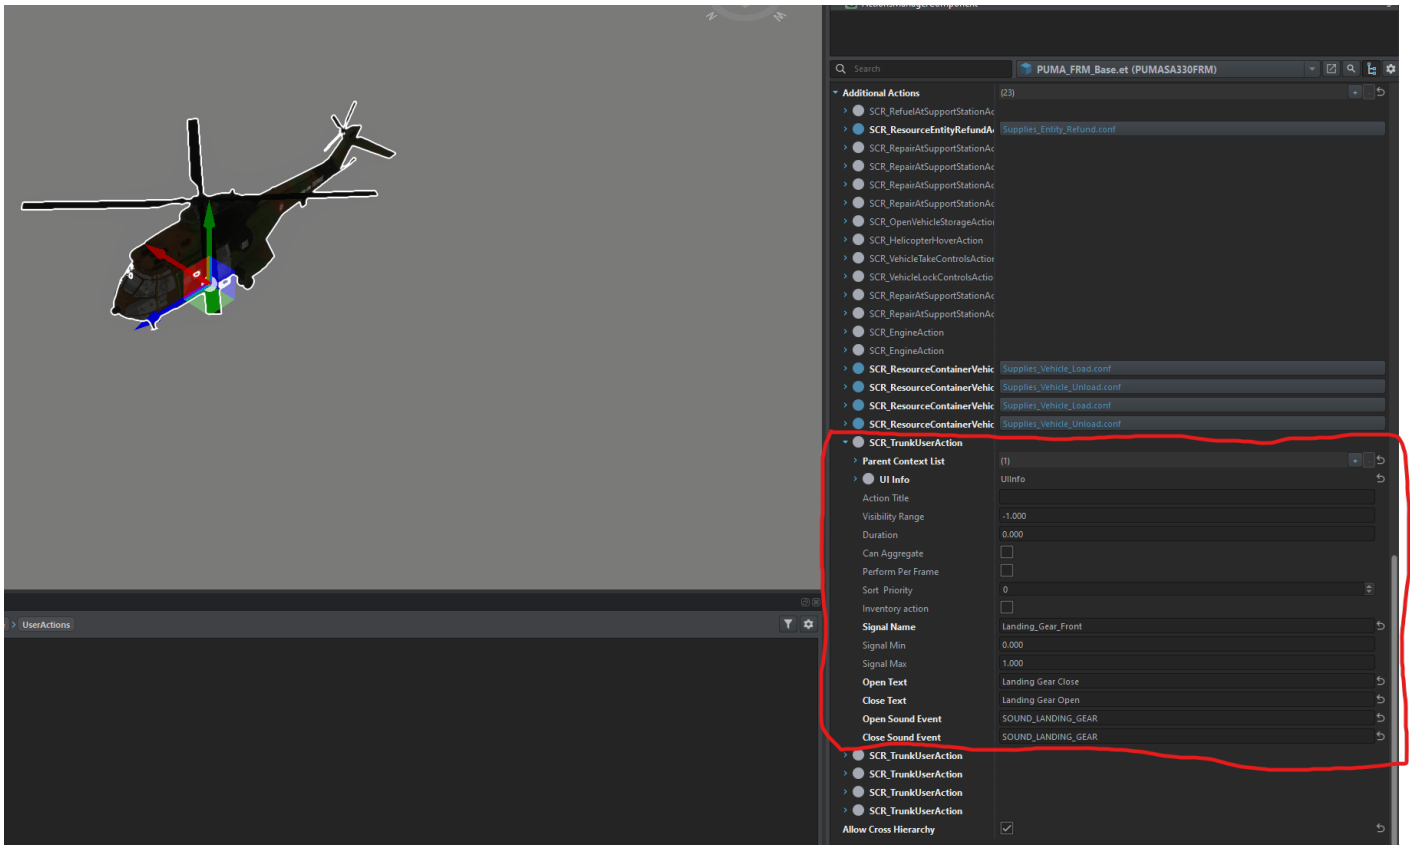 ActionsManagerComponent
N
Search
PUMA_FRM_Base.et (PUMASA330FRM)
Additional Actions (23)
SCR_RefuelAtSupportStationAc
SCR_ResourceEntityRefundA Supplies_Entity_Refund.conf
SCR_RepairAtSupportStationAc
SCR_RepairAtSupportStationAc
SCR_RepairAtSupportStationAc
SCR_RepairAtSupportStationAc
SCR_OpenVehicleStorageAction
SCR_HelicopterHoverAction
SCR_VehicleTakeControlsAction
SCR_VehicleLockControlsActio
SCR_RepairAtSupportStationAc
SCR_RepairAtSupportStationAc
SCR_EngineAction
SCR_EngineAction
SCR_ResourceContainerVehic Supplies_Vehicle_Load.conf
SCR_ResourceContainerVehic Supplies_Vehicle_Unload.conf
SCR_ResourceContainerVehic Supplies_Vehicle_Load.conf
SCR_ResourceContainerVehic Supplies_Vehicle_Unload.conf
SCR_TrunkUserAction
Parent Context List (1)
UI Info UIInfo
Action Title
Visibility Range -1.000
Duration 0.000
Can Aggregate
Perform Per Frame
Sort Priority 0
Inventory action
UserActions
Signal Name Landing_Gear_Front
Signal Min 0.000
Signal Max 1.000
Open Text Landing Gear Close
Close Text Landing Gear Open
Open Sound Event SOUND_LANDING_GEAR
Close Sound Event SOUND_LANDING_GEAR
SCR_TrunkUserAction
SCR_TrunkUserAction
SCR_TrunkUserAction
SCR_TrunkUserAction
Allow Cross Hierarchy